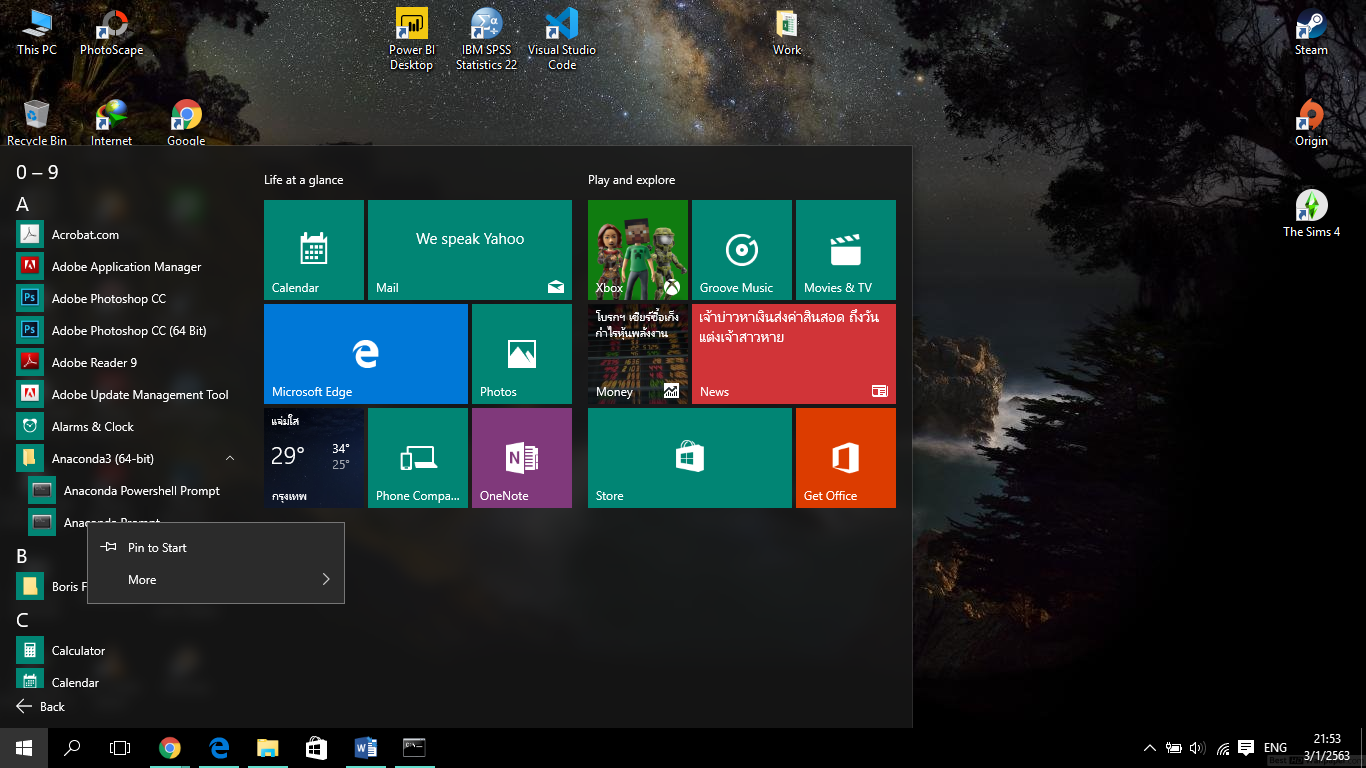 This PC
PhotoScape
Power BI
Desktop
IBM SPSS
Statistics 22
Visual Studio
Code
Work
Steam
Recycle Bin
Internet
Google
Origin
The Sims 4
0 – 9
A
Acrobat.com
Adobe Application Manager
Adobe Photoshop CC
Adobe Photoshop CC (64 Bit)
Adobe Reader 9
Adobe Update Management Tool
Alarms & Clock
Anaconda3 (64-bit)
Anaconda Powershell Prompt
Anaconda Prompt
Pin to Start
More
B
Boris F
C
Calculator
Calendar
Back
Life at a glance
Calendar
We speak Yahoo
Mail
Microsoft Edge
Photos
แจ่มใส
29°
34°
25°
กรุงเทพ
Phone Compa...
OneNote
Play and explore
Xbox
Groove Music
Movies & TV
โบรกฯ เชียร์ซื้อเก็ง
กำไรหุ้นพลังงาน
Money
เจ้าบ่าวหาเงินส่งค่าสินสอด ถึงวัน
แต่งเจ้าสาวหาย
News
Store
Get Office
ENG
21:53
3/1/2563